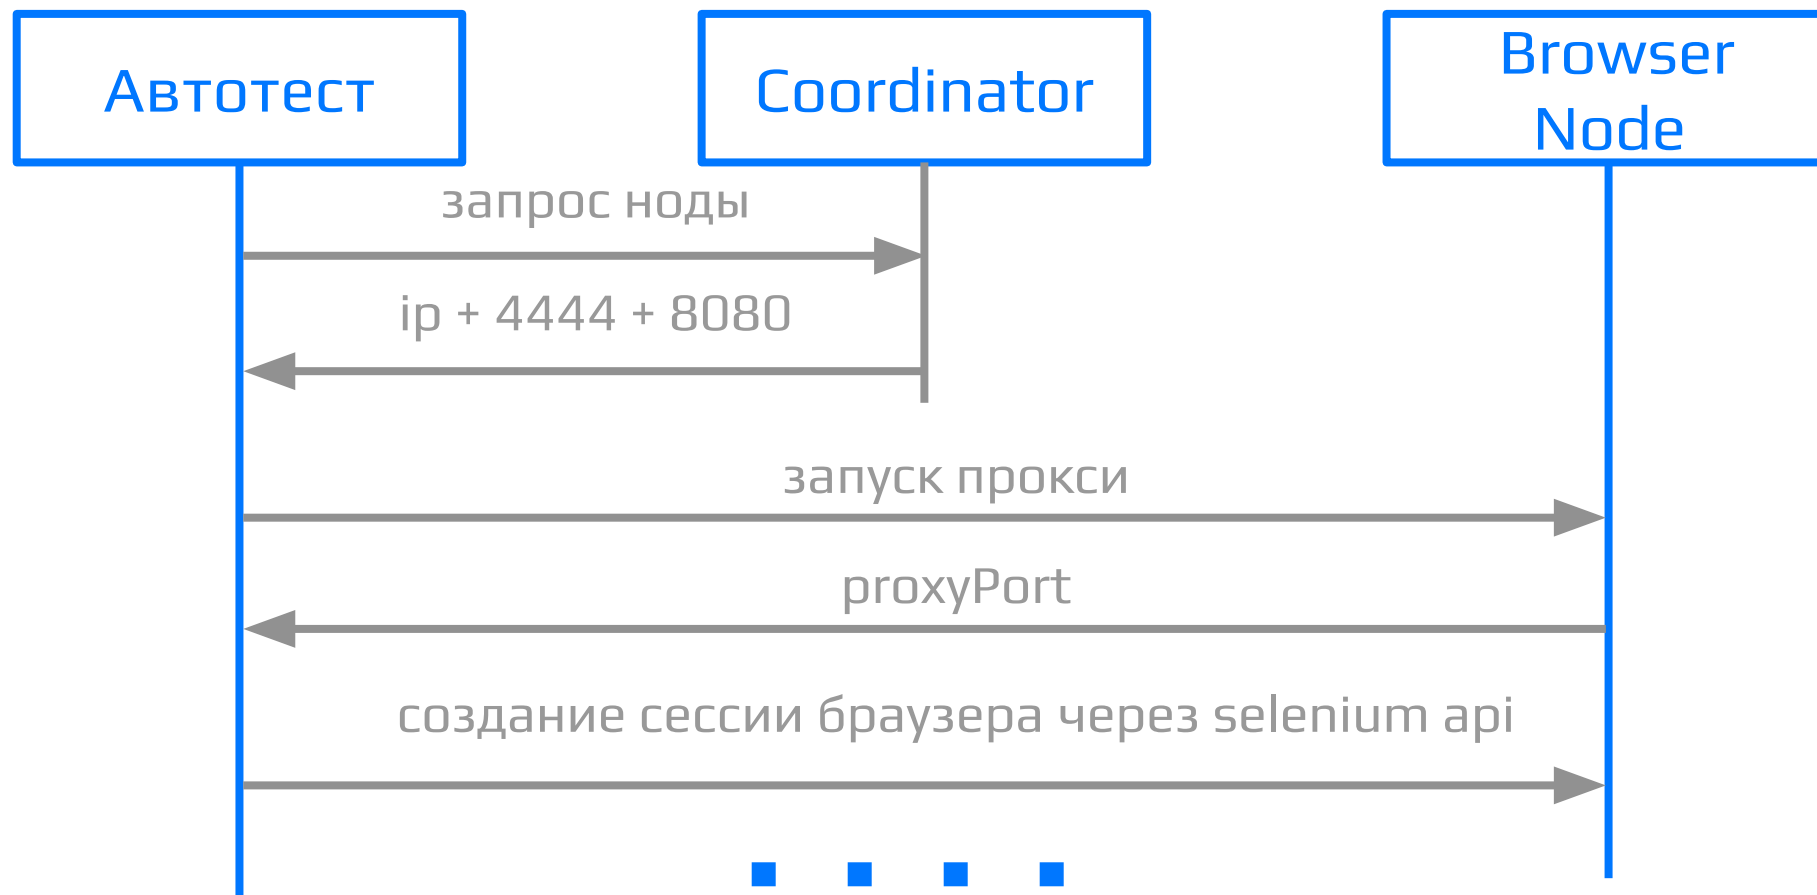 Автотест
Coordinator
Browser
Node
запрос ноды
ip + 4444 + 8080
запуск прокси
proxyPort
создание сессии браузера через selenium api